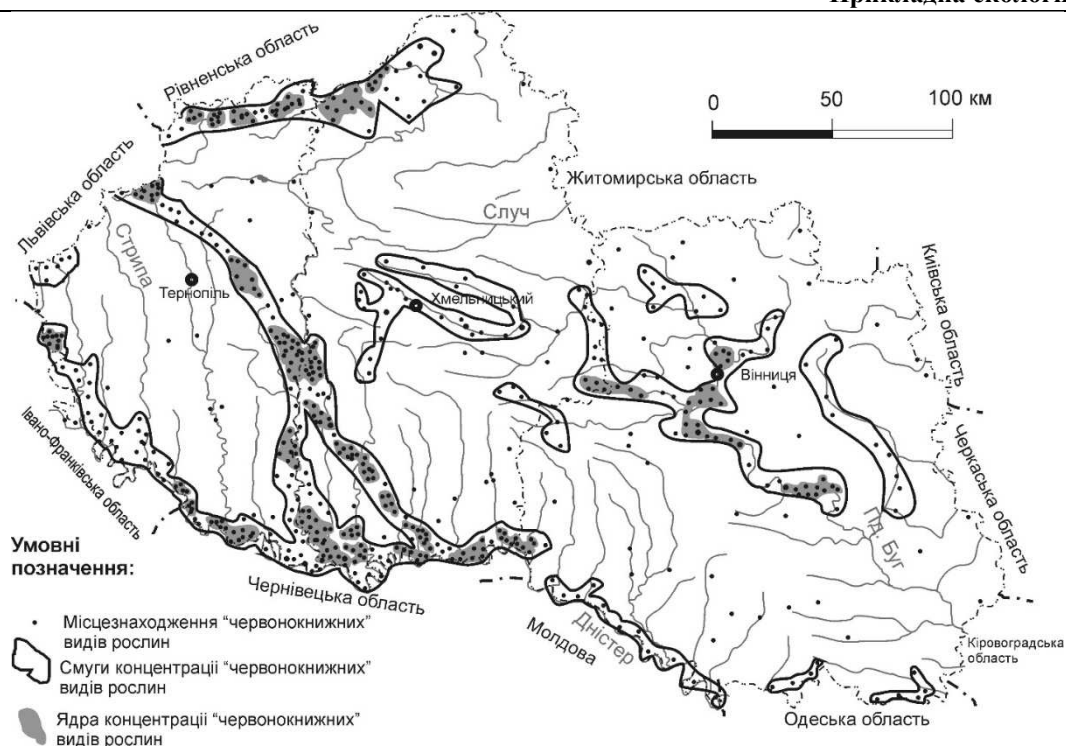 Прикладна екологія
Рівненська область
0 50 100 км
Львівська область
Житомирська область
Случ
Стрипа
Київська область
Тернопіль
Хмельницький
Вінниця
Івано-Франківська область
Черкаська область
Пд. Буг
Умовні
позначення:
Чернівецька область
Молдова
Дністер
Кіровоградська
область
Одеська область
Місцезнаходження “червонокнижних”
видів рослин
Смуги концентрації “червонокнижних”
видів рослин
Ядра концентрації “червонокнижних”
видів рослин